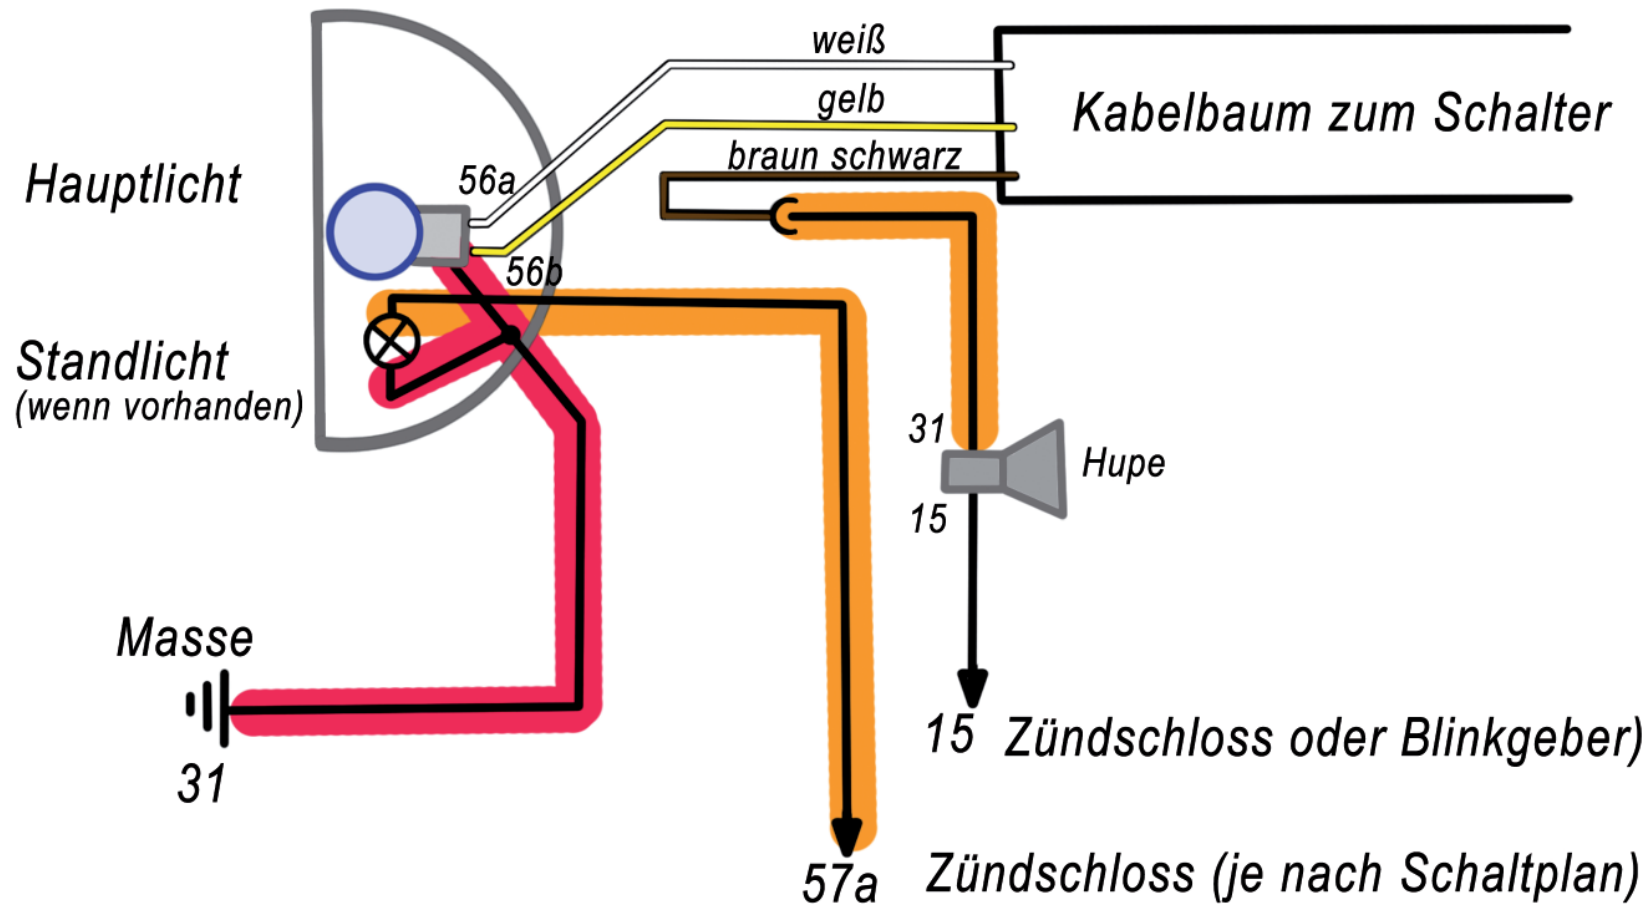 weiß
gelb
Kabelbaum zum Schalter
braun schwarz
Hauptlicht
56a
56b
Standlicht
(wenn vorhanden)
31
Hupe
15
Masse
31
15 Zündschloss oder Blinkgeber)
57a Zündschloss (je nach Schaltplan)